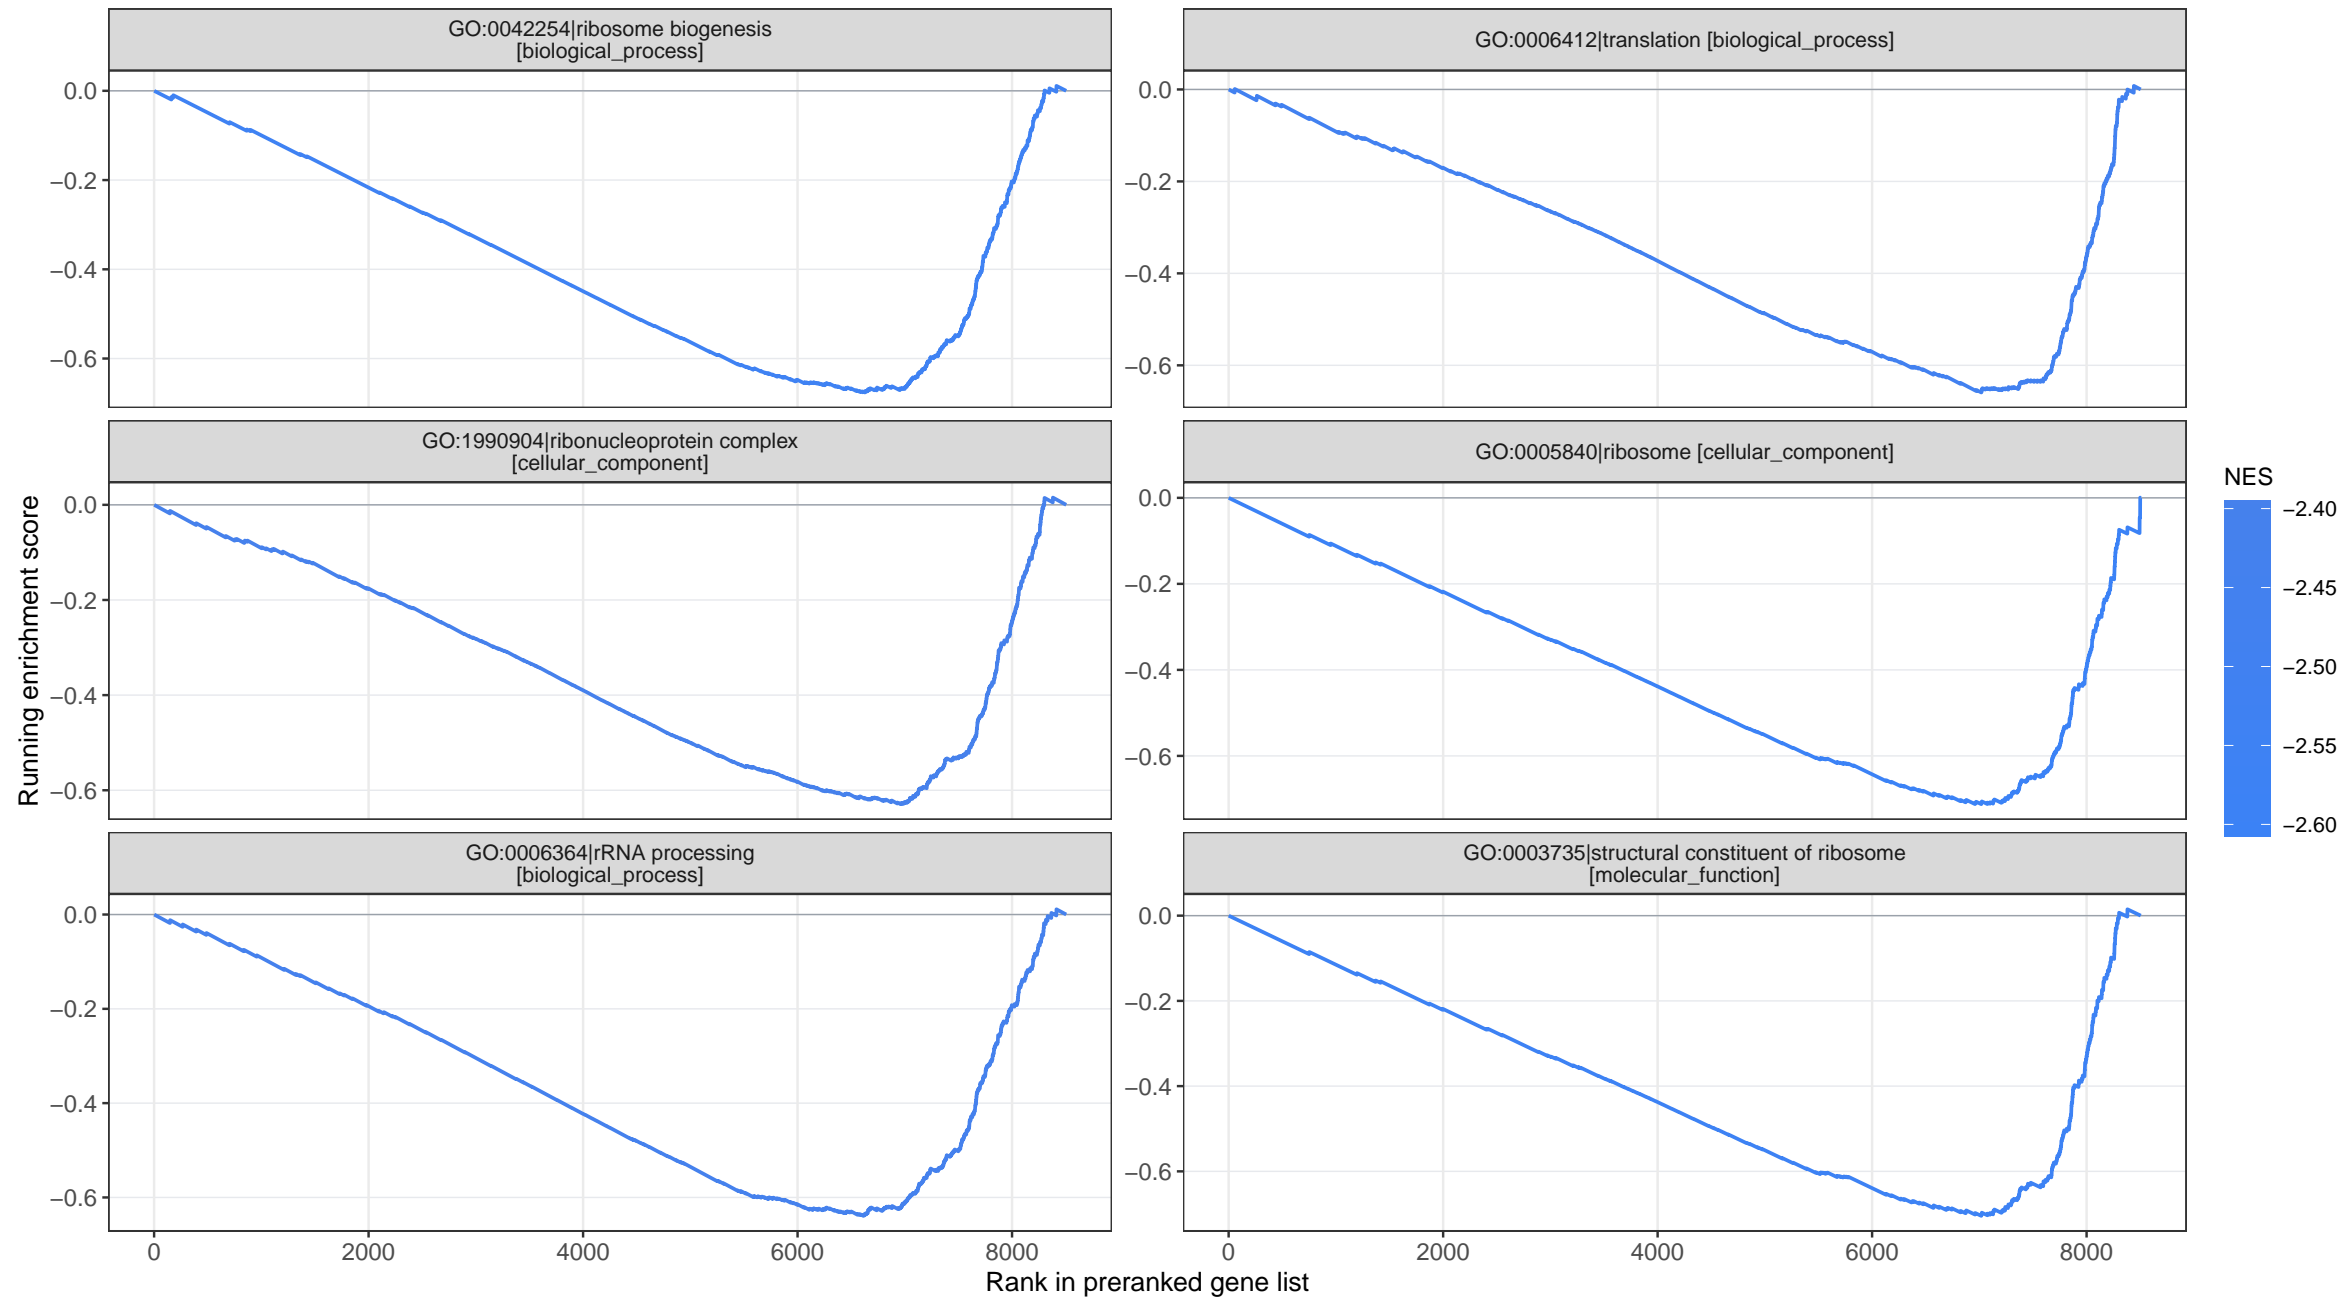 GO:0042254|ribosome biogenesis
[biological_process]
0.0
−0.2
−0.4
−0.6
GO:0006412|translation [biological_process]
0.0
−0.2
−0.4
−0.6
GO:1990904|ribonucleoprotein complex
[cellular_component]
0.0
−0.2
−0.4
−0.6
GO:0005840|ribosome [cellular_component]
0.0
−0.2
−0.4
−0.6
GO:0006364|rRNA processing
[biological_process]
0.0
−0.2
−0.4
−0.6
0 2000 4000 6000 8000
GO:0003735|structural constituent of ribosome
[molecular_function]
0.0
−0.2
−0.4
−0.6
0 2000 4000 6000 8000
Rank in preranked gene list
Running enrichment score
NES
−2.40
−2.45
−2.50
−2.55
−2.60